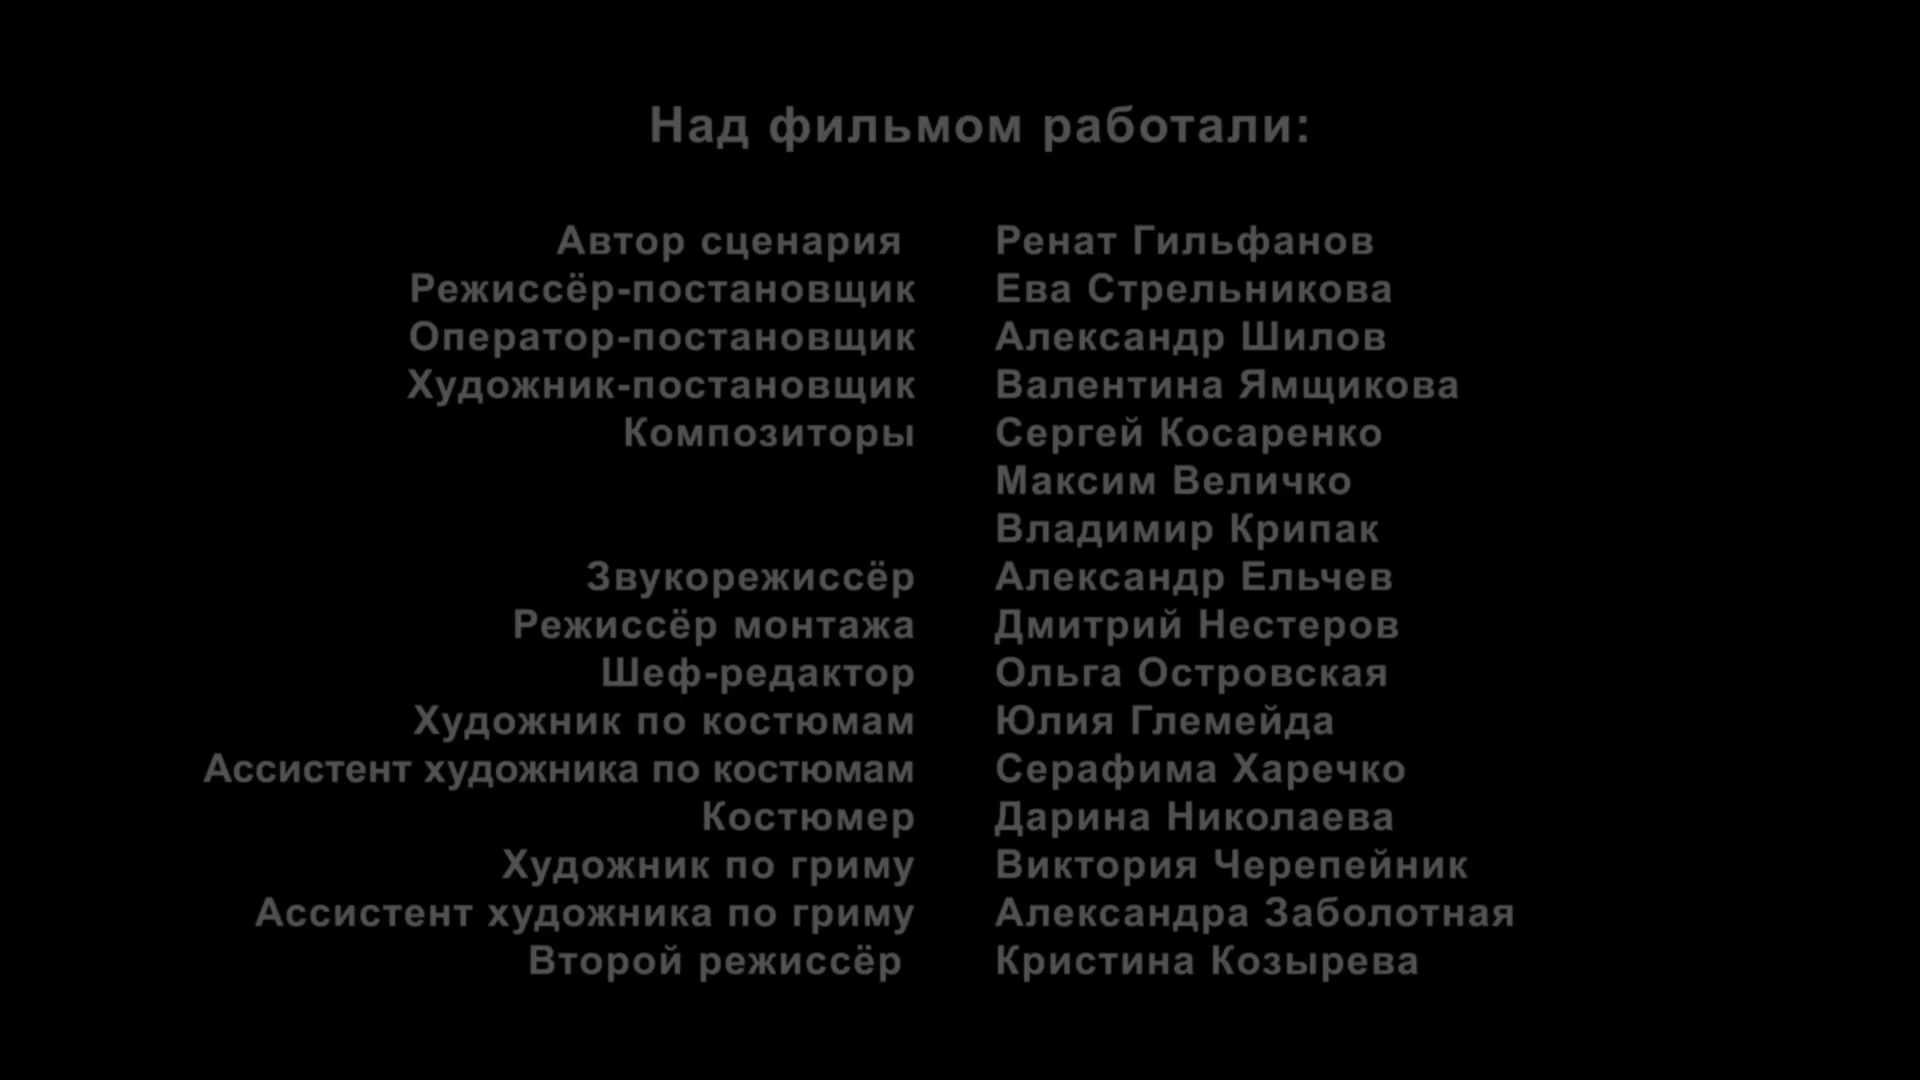 Над фильмом работали:
Автор сценария Ренат Гильфанов
Режиссёр-постановщик Ева Стрельникова
Оператор-постановщик Александр Шилов
Художник-постановщик Валентина Ямщикова
Композиторы Сергей Косаренко
Максим Величко
Владимир Крипак
Звукорежиссёр Александр Ельчев
Режиссёр монтажа Дмитрий Нестеров
Шеф-редактор Ольга Островская
Художник по костюмам Юлия Глемейда
Ассистент художника по костюмам Серафима Харечко
Костюмер Дарина Николаева
Художник по гриму Виктория Черепейник
Ассистент художника по гриму Александра Заболотная
Второй режиссёр Кристина Козырева